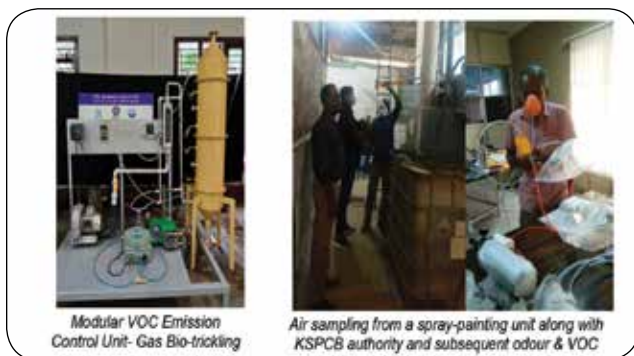 Modular VOC Emission
Control Unit- Gas Bio-trickling
Air sampling from a spray-painting unit along with
KSPCB authority and subsequent odour & VOC